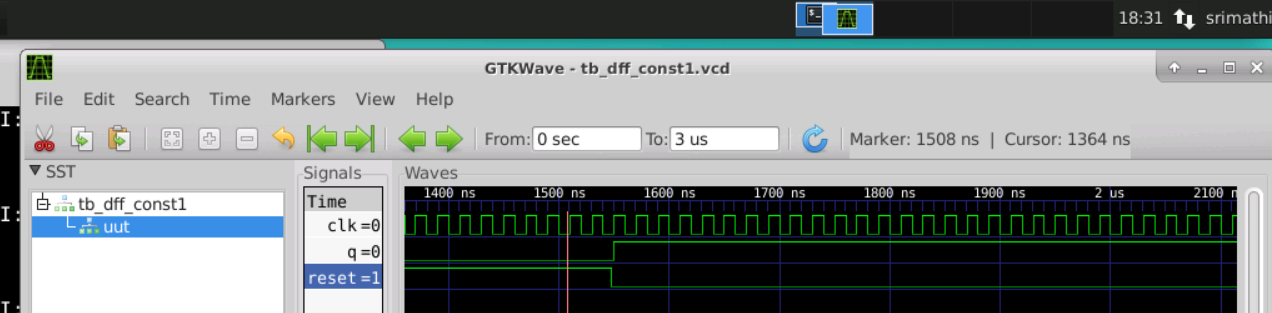 18:31 srimathi
GTKWave - tb_dff_const1.vcd
File Edit Search Time Markers View Help
I:
From: 0 sec To: 3 us Marker: 1508 ns | Cursor: 1364 ns
SST Signals Waves
Time 1400 ns 1500 ns 1600 ns 1700 ns 1800 ns 1900 ns 2 us 2100 n
tb_dff_const1
I: uut
clk =0
q =0
reset =1
I: